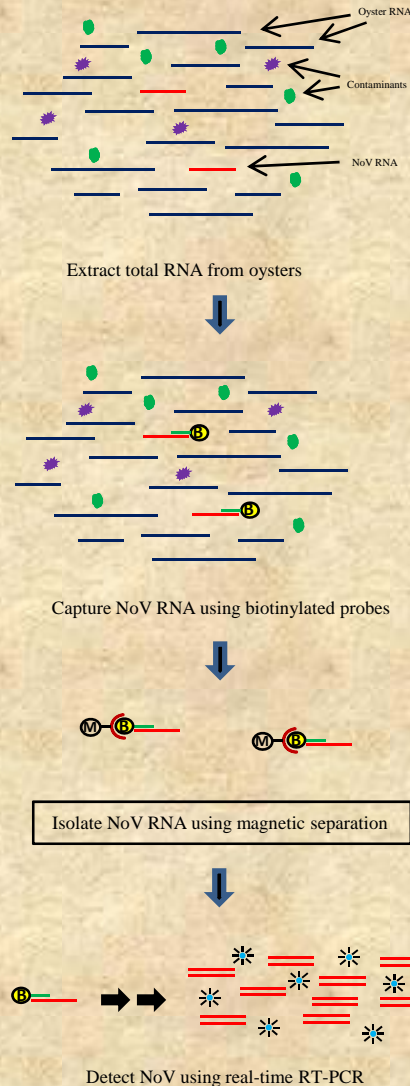 Oyster RNA
Contaminants
NoV RNA
Extract total RNA from oysters
B
B
Capture NoV RNA using biotinylated probes
M B
M B
Isolate NoV RNA using magnetic separation
B
Detect NoV using real-time RT-PCR